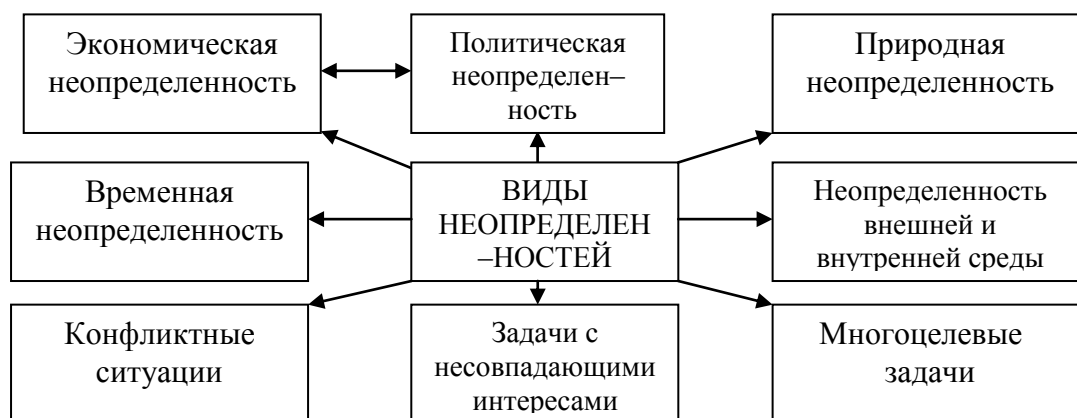 Экономическая
неопределенность
Политическая
неопределен–
ность
Природная
неопределенность
Временная
неопределенность
ВИДЫ
НЕОПРЕДЕЛЕН
–НОСТЕЙ
Неопределенность
внешней и
внутренней среды
Конфликтные
ситуации
Задачи с
несовпадающими
интересами
Многоцелевые
задачи